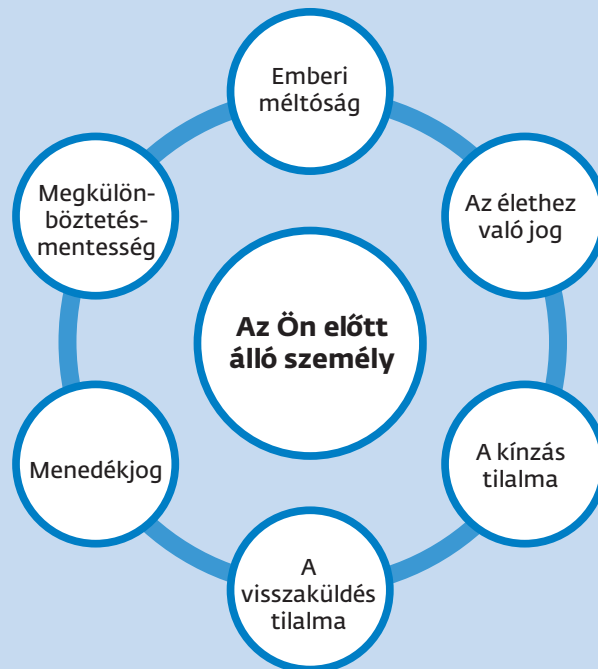 Emberi
méltóság
Az élethez
való jog
A kínzás
tilalma
A
visszaküldés
tilalma
Menedékjog
Megkülön-
böztetés-
mentesség
Az Ön előtt
álló személy